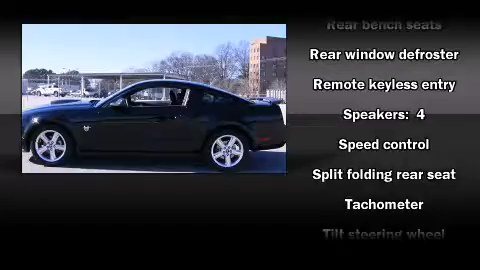 Rear bench seats
Rear window defroster
Remote keyless entry
Speakers: 4
Speed control
Split folding rear seat
Tachometer
Tilt steering wheel